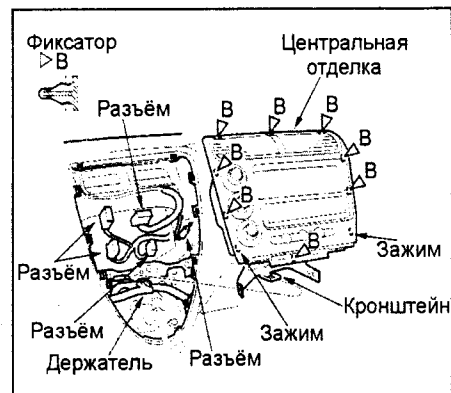 Фиксатор
▷B
Центральная
отделка
Разъём
B
B
B
B
B
B
B
B
Разъём
Зажим
Кронштейн
Разъём
Зажим
Держатель
Разъём